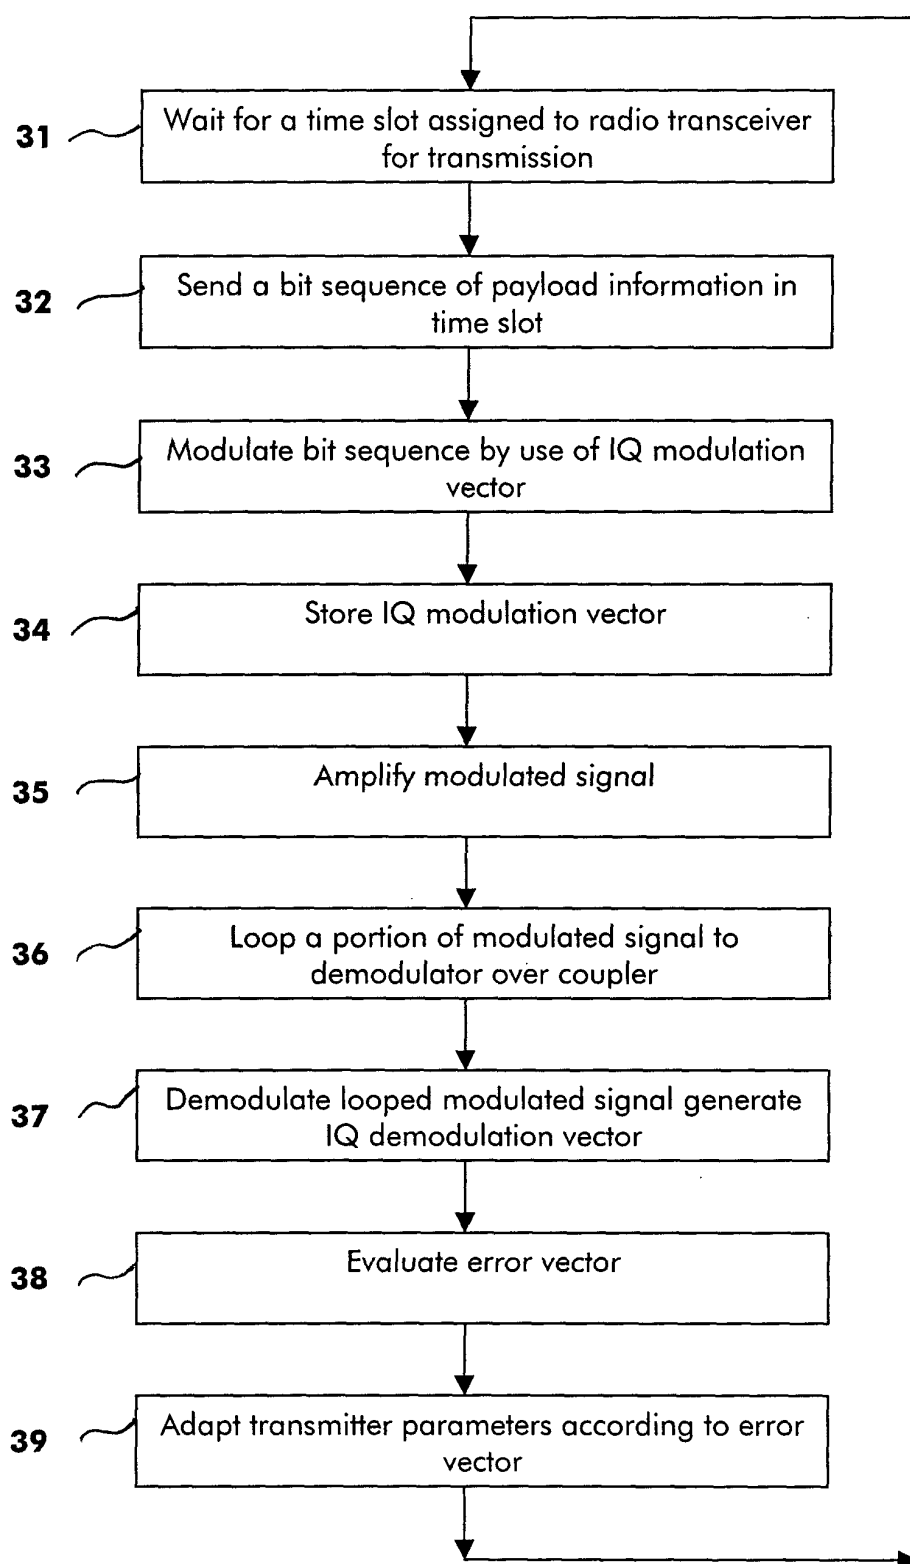 31
Wait for a time slot assigned to radio transceiver
for transmission
32
Send a bit sequence of payload information in
time slot
33
Modulate bit sequence by use of IQ modulation
vector
34
Store IQ modulation vector
35
Amplify modulated signal
36
Loop a portion of modulated signal to
demodulator over coupler
37
Demodulate looped modulated signal generate
IQ demodulation vector
38
Evaluate error vector
39
Adapt transmitter parameters according to error
vector